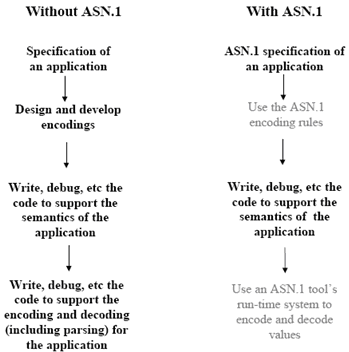 Without ASN.1
Specification of
an application
Design and develop
encodings
Write, debug, etc the
code to support the
semantics of the
application
Write, debug, etc the
code to support the
encoding and decoding
(including parsing) for
the application
With ASN.1
ASN.1 specification of
an application
Use the ASN.1
encoding rules
Write, debug, etc the
code to support the
semantics of  the
application
Use an ASN.1 tool's
run-time system to
encode and decode
values